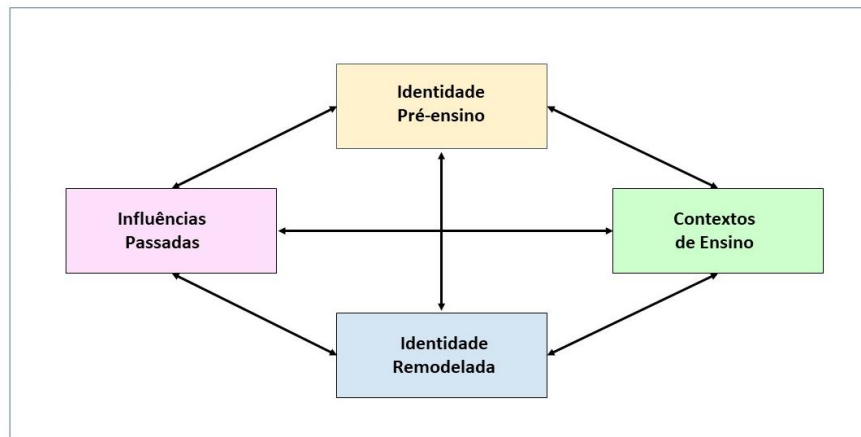 Identidade
Pré-ensino
Influências
Passadas
Contextos
de Ensino
Identidade
Remodelada